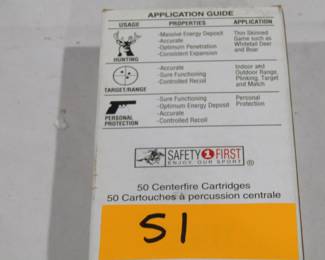 APPLICATION GUIDE
USAGE PROPERTIES APPLICATION
HUNTING
-Massive Energy Deposit
-Accurate
-Optimum Penetration
-Consistent Expansion
Thin Skinned
Game such as
Whitetail Deer
and Boar
TARGET/RANGE
-Accurate
-Sure Functioning
-Controlled Recoil
Indoor and
Outdoor Range,
Plinking, Target
and Match
PERSONAL
PROTECTION
-Sure Functioning
-Optimum Energy Deposit
-Accurate
-Controlled Recoil
Personal
Protection
SAFETY 1 FIRST
ENJOY OUR SPORT ®
50 Centerfire Cartridges
50 Cartouches à percussion centrale
51